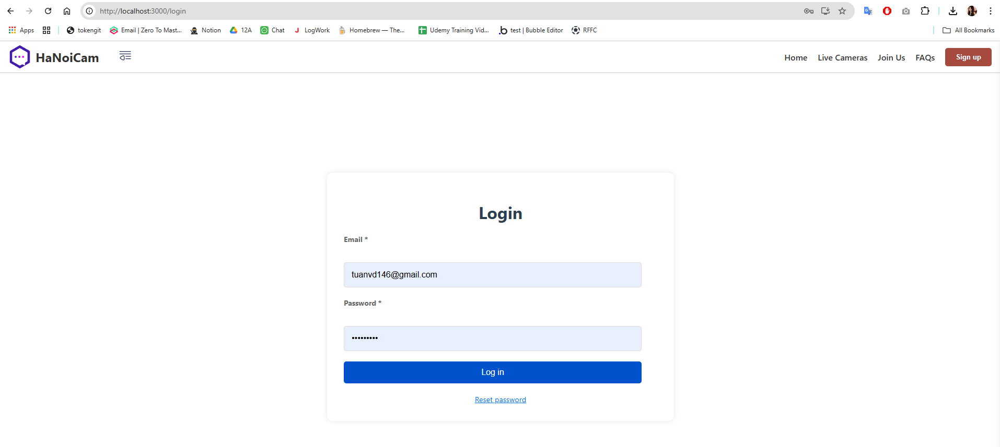 http://localhost:3000/login
Apps tokengit Email | Zero To Mast... Notion 12A Chat LogWork Homebrew — The... Udemy Training Vid... test | Bubble Editor RFFC All Bookmarks
HaNoiCam Home Live Cameras Join Us FAQs Sign up
Login
Email *
tuanvd146@gmail.com
Password *
•••••••••
Log in
Reset password